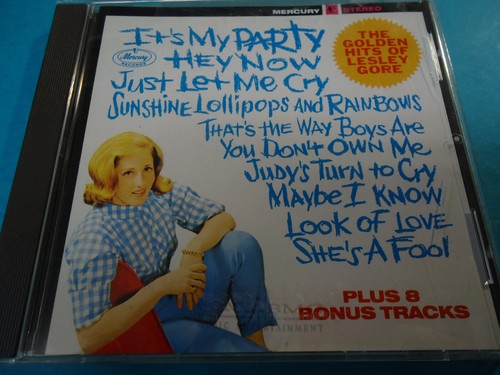 MERCURY STEREO
THE
GOLDEN
HITS OF
LESLEY
GORE
Mercury
RECORDS
It's My PARTY
HEY NOW
Just Let Me Cry
SUNSHINE, Lollipops AND RAINBOWS
THAT'S THE WAY BOYS ARE
YOU DON'T OWN ME
JUDY'S TURN TO CRY
MAYBE I KNOW
LOOK OF LOVE
SHE'S A FOOL
PLUS 8
BONUS TRACKS